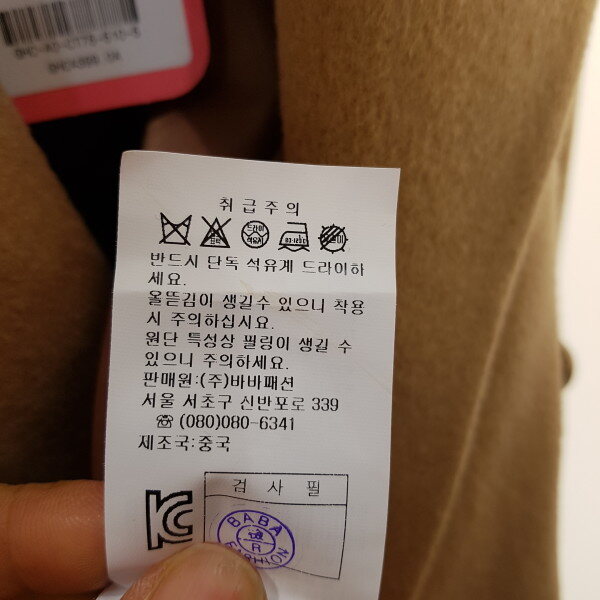 취급주의
드라이
석유계
반드시 단독 석유계 드라이하
세요.
올뜯김이 생길수 있으니 착용
시 주의하십시요.
원단 특성상 필링이 생길 수
있으니 주의하세요.
판매원:(주)바바패션
서울 서초구 신반포로 339
☏ (080)080-6341
제조국:중국
검 사 필
BABA
R
FASHION